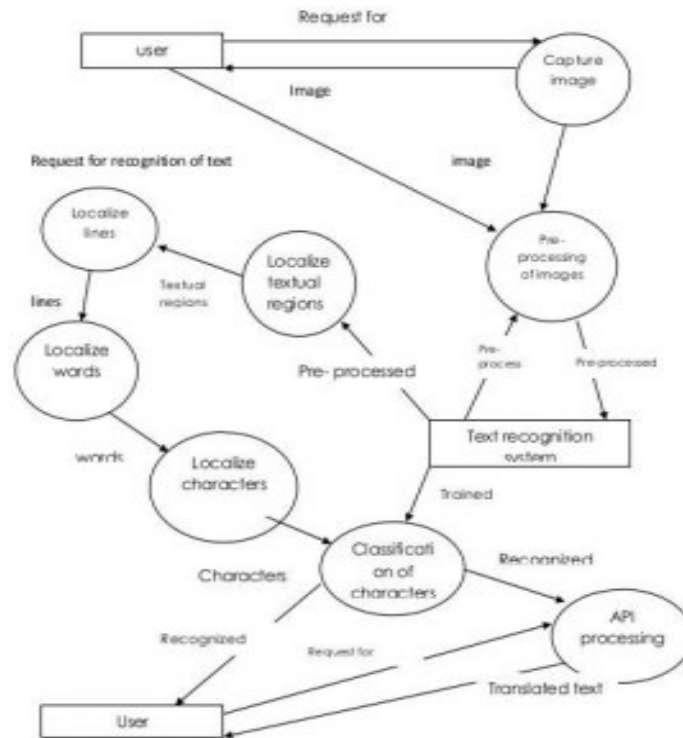 Request for
user
Capture
image
Image
Request for recognition of text
image
Localize
lines
Pre-
processing
of images
Localize
textual
regions
Textual
regions
lines
Localize
words
Pre-
process
Pre-processed
Pre- processed
Text recognition
system
words
Localize
characters
Trained
Classificati
on of
characters
Recognized
Characters
API
processing
Recognized
Request for
Translated text
User